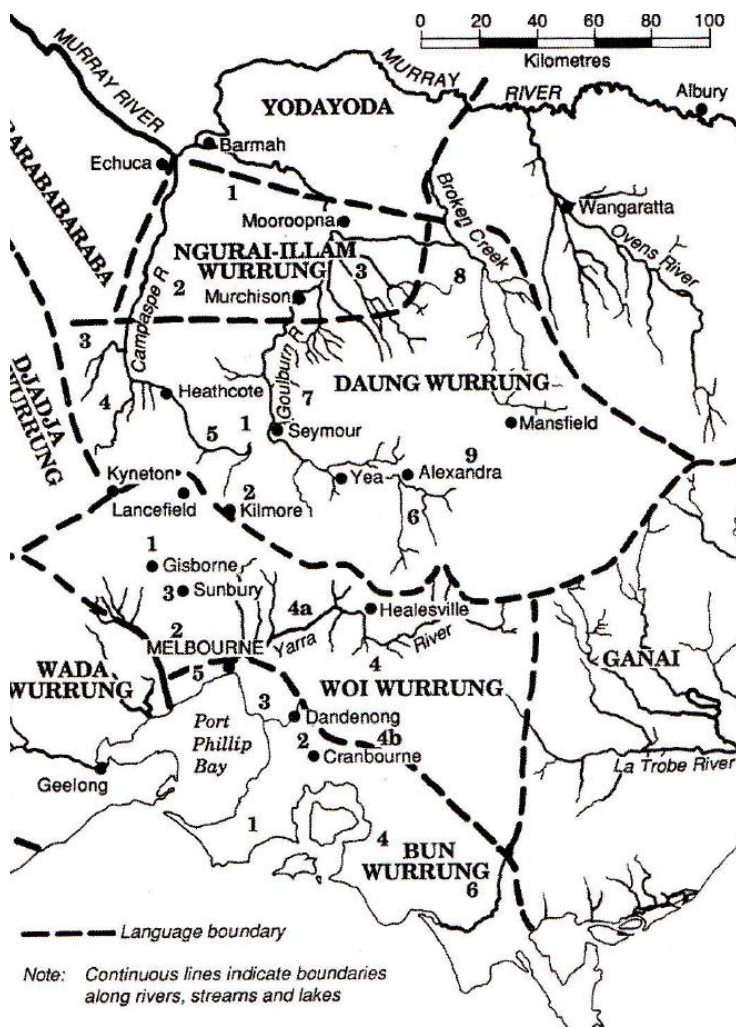 0 20 40 60 80 100
Kilometres
MURRAY RIVER
MURRAY
RIVER
Albury
YODAYODA
Barmah
Echuca
BARABABARABA
1
Mooroopna
Broken Creek
Wangaratta
Ovens River
NGURAI-ILLAM
WURRUNG
3
8
2
Murchison
Campaspe R
3
Goulburn R
DAUNG WURRUNG
DJADJA
WURRUNG
4
Heathcote
7
5
1
Seymour
Mansfield
9
Kyneton
Yea
Alexandra
Lancefield
2
Kilmore
6
1
Gisborne
3
Sunbury
4a
Healesville
2
MELBOURNE
Yarra
River
4
GANAI
WADA
WURRUNG
5
WOI WURRUNG
3
Port
Phillip
Bay
Dandenong
4b
2
Cranbourne
La Trobe River
Geelong
1
4
BUN
WURRUNG
6
Language boundary
Note: Continuous lines indicate boundaries
along rivers, streams and lakes